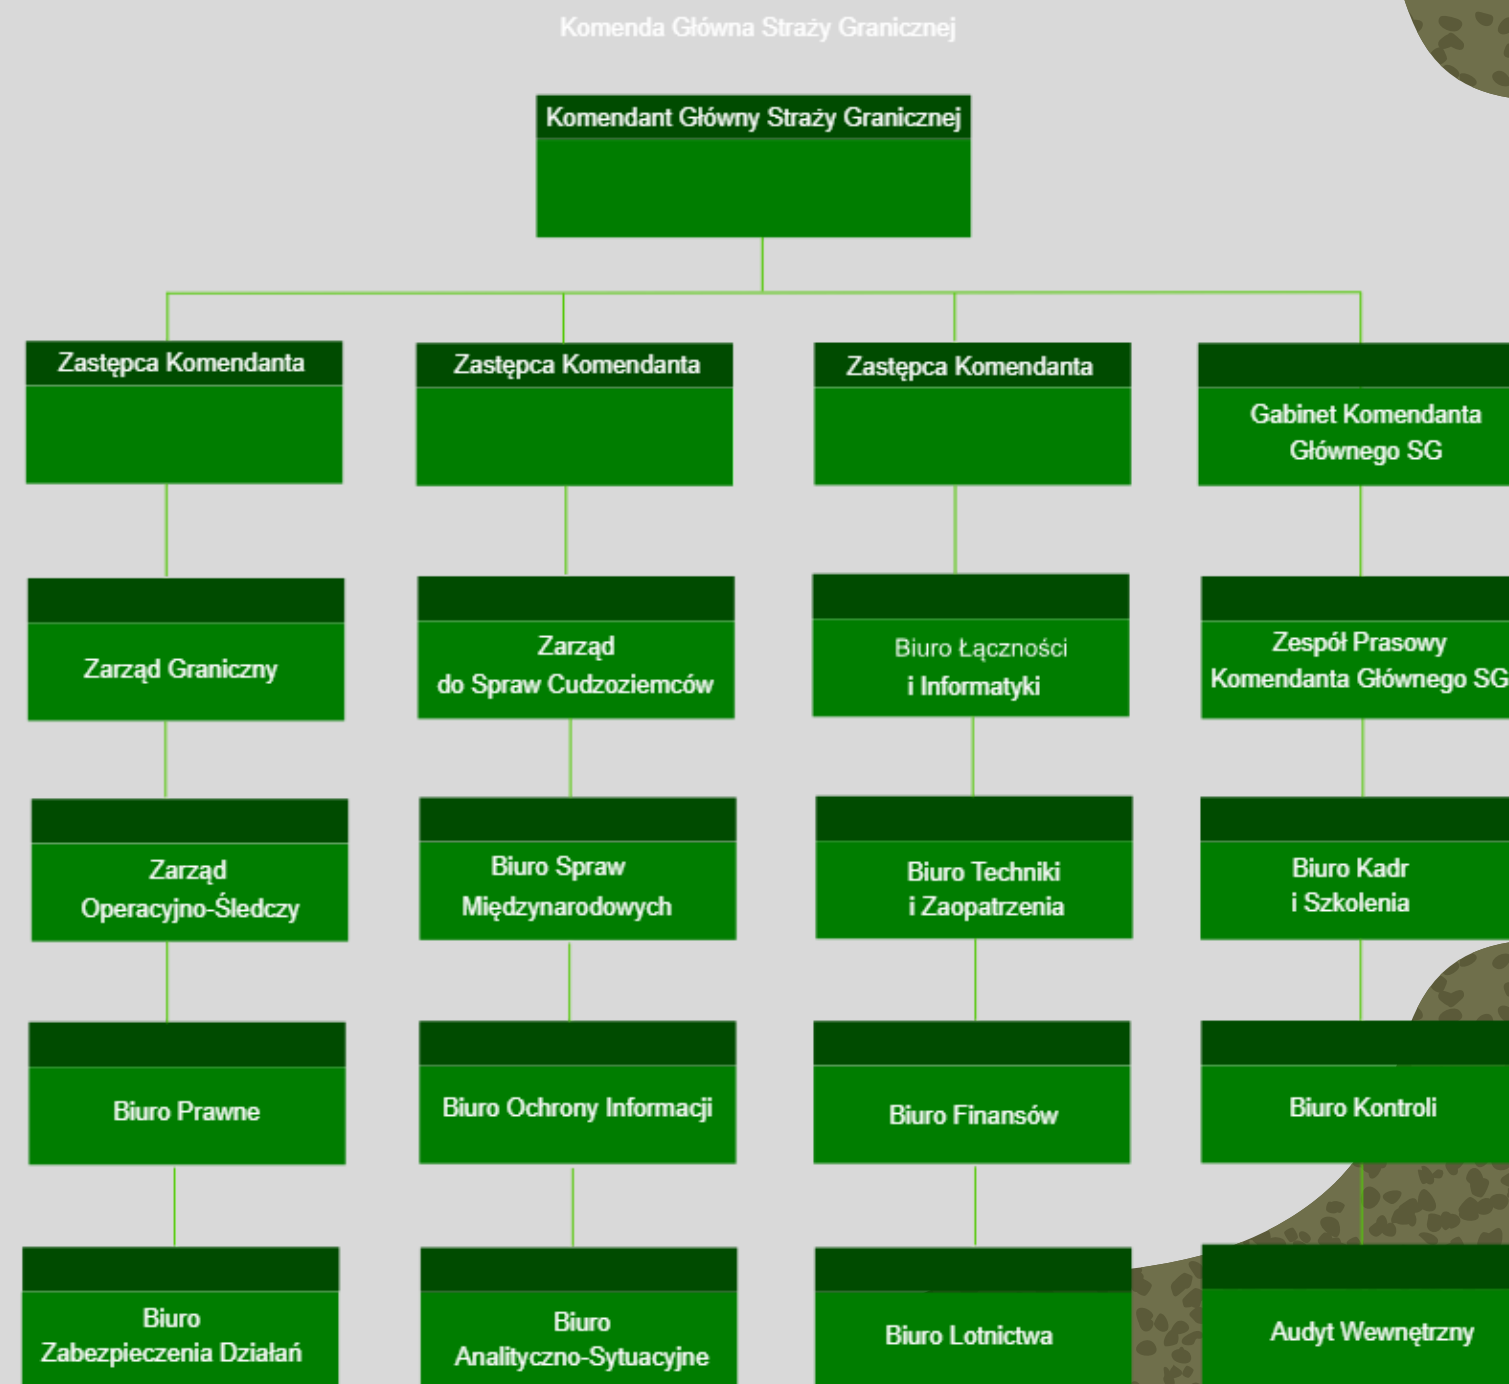 Komenda Główna Straży Granicznej
Komendant Główny Straży Granicznej
Zastępca Komendanta
Zastępca Komendanta
Zastępca Komendanta
Gabinet Komendanta
Głównego SG
Zarząd Graniczny
Zarząd
do Spraw Cudzoziemców
Biuro Łączności
i Informatyki
Zespół Prasowy
Komendanta Głównego SG
Zarząd
Operacyjno-Śledczy
Biuro Spraw
Międzynarodowych
Biuro Techniki
i Zaopatrzenia
Biuro Kadr
i Szkolenia
Biuro Prawne
Biuro Ochrony Informacji
Biuro Finansów
Biuro Kontroli
Biuro
Zabezpieczenia Działań
Biuro
Analityczno-Sytuacyjne
Biuro Lotnictwa
Audyt Wewnętrzny